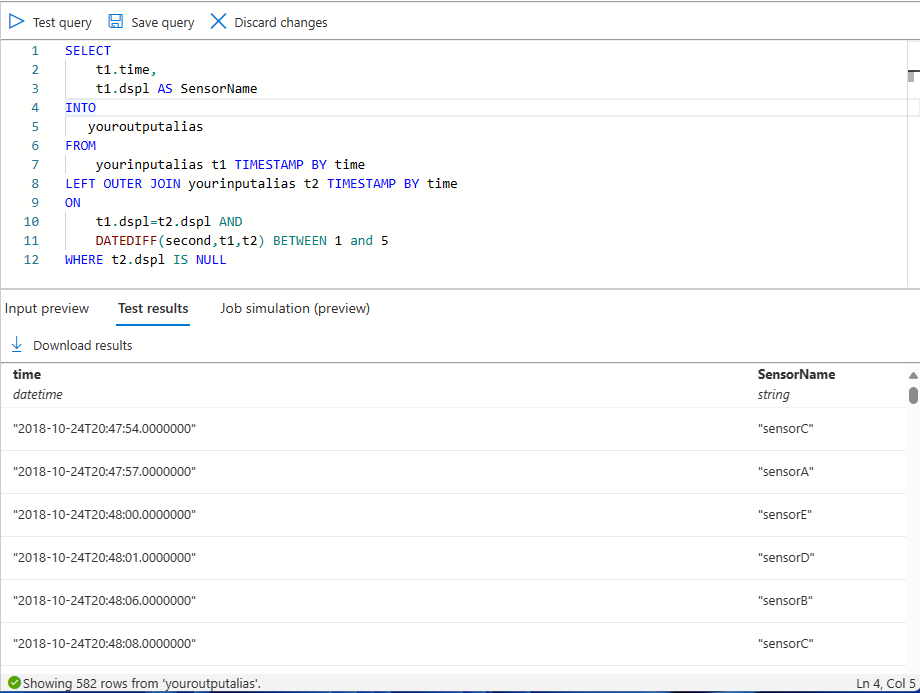 Test query Save query Discard changes
1 SELECT
2 t1.time,
3 t1.dspl AS SensorName
4 INTO
5 youroutputalias
6 FROM
7 yourinputalias t1 TIMESTAMP BY time
8 LEFT OUTER JOIN yourinputalias t2 TIMESTAMP BY time
9 ON
10 t1.dspl=t2.dspl AND
11 DATEDIFF(second,t1,t2) BETWEEN 1 and 5
12 WHERE t2.dspl IS NULL
Input preview Test results Job simulation (preview)
Download results
time SensorName
datetime string
"2018-10-24T20:47:54.0000000" "sensorC"
"2018-10-24T20:47:57.0000000" "sensorA"
"2018-10-24T20:48:00.0000000" "sensorE"
"2018-10-24T20:48:01.0000000" "sensorD"
"2018-10-24T20:48:06.0000000" "sensorB"
"2018-10-24T20:48:08.0000000" "sensorC"
Showing 582 rows from 'youroutputalias'. Ln 4, Col 5